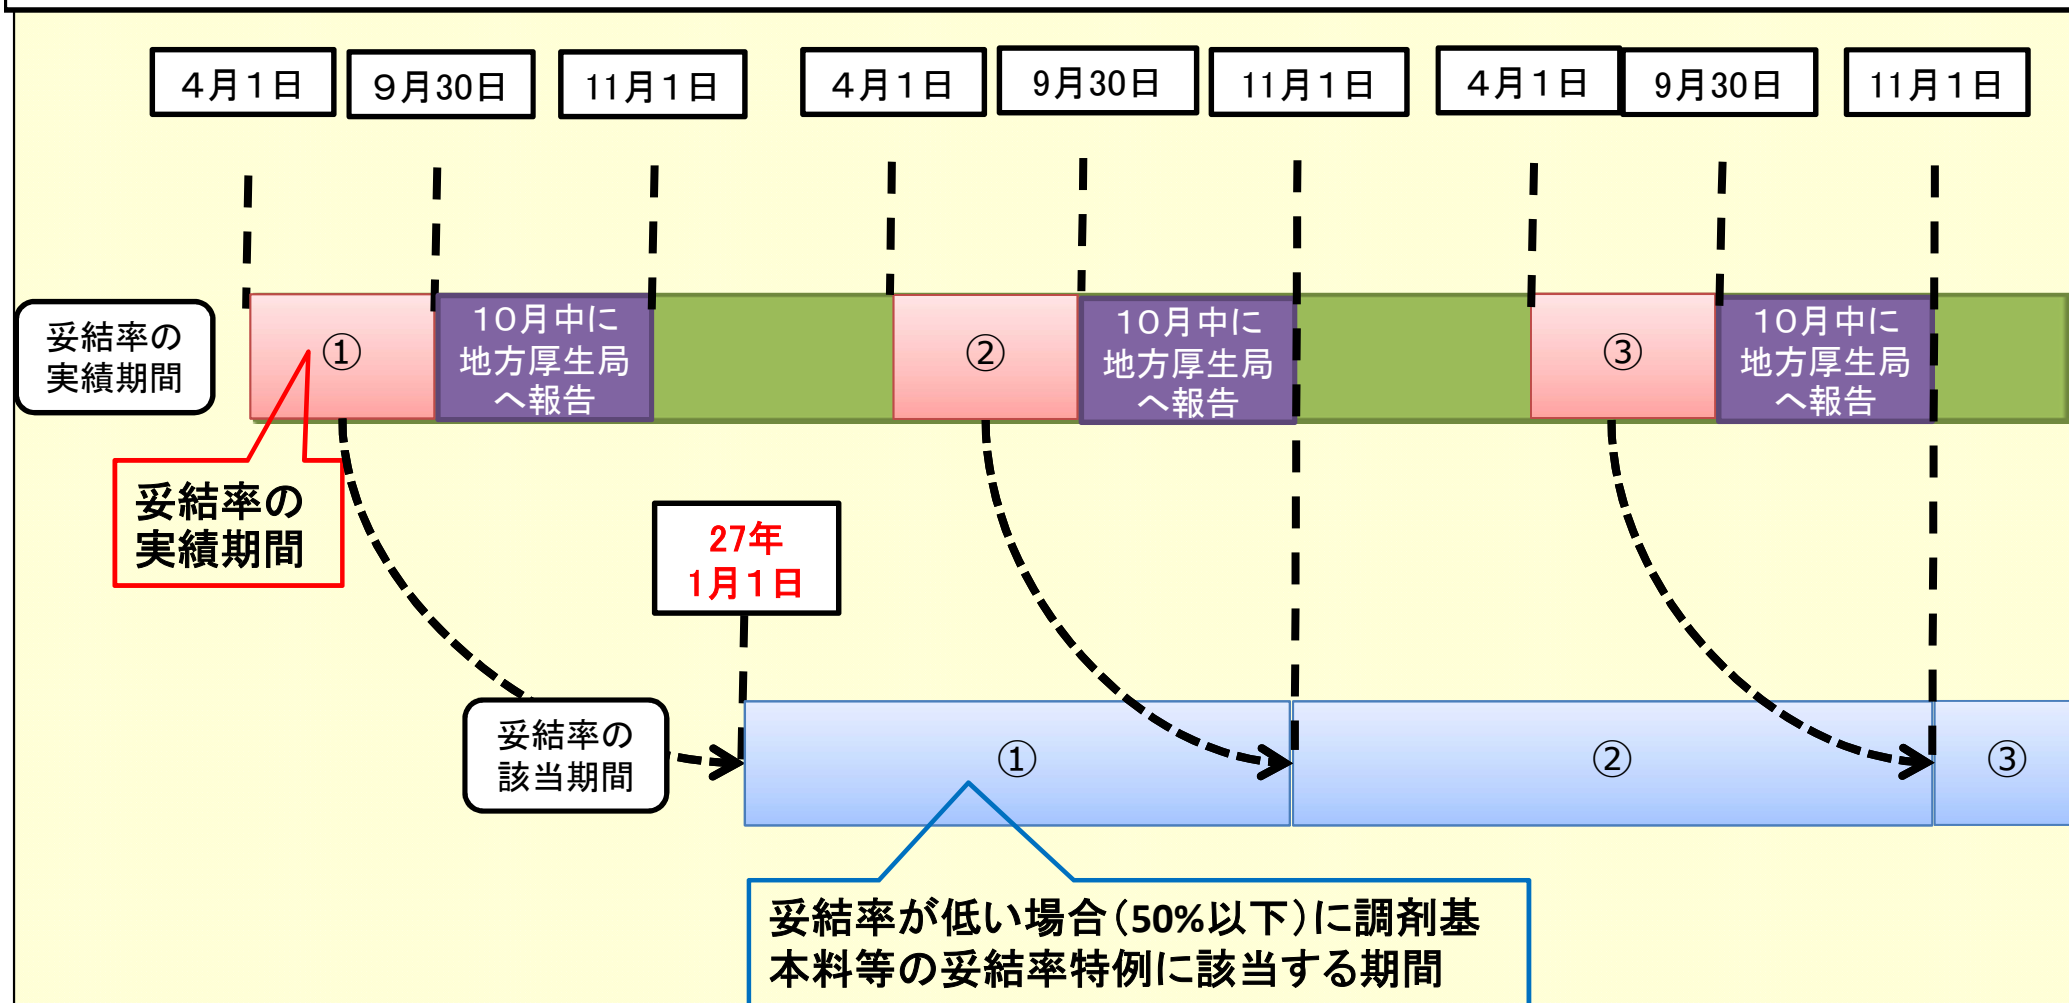 ４月１日
９月30日
11月１日
４月１日
9月30日
11月１日
４月１日
9月30日
11月１日
妥結率の
実績期間
①
１０月中に
地方厚生局
へ報告
②
１０月中に
地方厚生局
へ報告
③
１０月中に
地方厚生局
へ報告
妥結率の
実績期間
27年
1月１日
妥結率の
該当期間
①
②
③
妥結率が低い場合（50%以下）に調剤基
本料等の妥結率特例に該当する期間